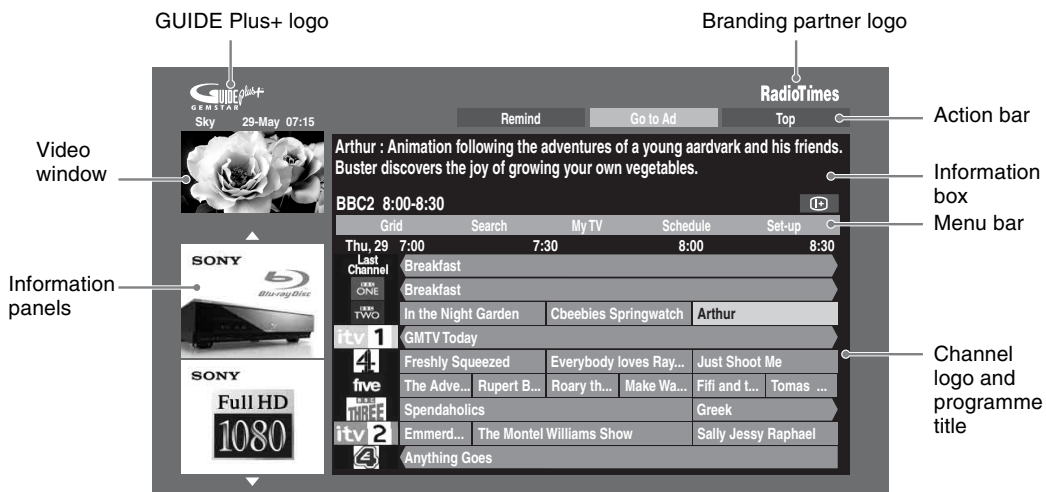 GUIDE Plus+ logo
Branding partner logo
GUIDE Plus+
GEMSTAR
RadioTimes
Sky 29-May 07:15
Remind Go to Ad Top
Action bar
Video
window
Arthur : Animation following the adventures of a young aardvark and his friends.
Buster discovers the joy of growing your own vegetables.
Information
box
BBC2 8:00-8:30
i+
Grid Search My TV Schedule Set-up
Menu bar
Thu, 29 7:00 7:30 8:00 8:30
Information
panels
SONY
Blu-ray Disc
SONY
Full HD
1080
Last
Channel
Breakfast
BBC
ONE
Breakfast
BBC
TWO
In the Night Garden Cbeebies Springwatch Arthur
itv 1 GMTV Today
4 Freshly Squeezed Everybody loves Ray... Just Shoot Me
five The Adve... Rupert B... Roary th... Make Wa... Fifi and t... Tomas ...
BBC
THREE
Spendaholics Greek
itv 2 Emmerd... The Montel Williams Show Sally Jessy Raphael
4 Anything Goes
Channel
logo and
programme
title